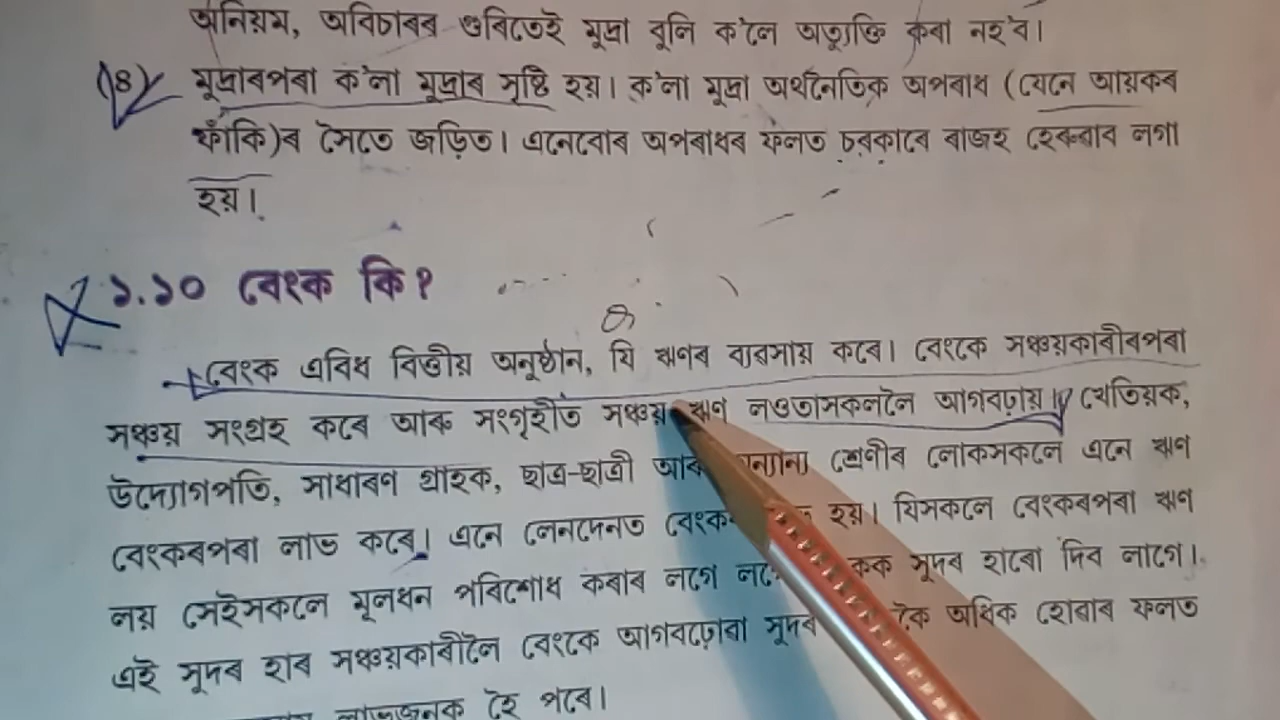 অনিয়ম, অবিচাৰৰ গুৰিতেই মুদ্ৰা বুলি ক'লে অত্যুক্তি কৰা নহ'ব।
(18) মুদ্ৰাৰপৰা ক'লা মুদ্ৰাৰ সৃষ্টি হয়। ক'লা মুদ্ৰা অৰ্থনৈতিক অপৰাধ (যেনে আয়কৰ
ফাঁকি)ৰ সৈতে জড়িত। এনেবোৰ অপৰাধৰ ফলত চৰকাৰে ৰাজহ হেৰুৱাব লগা
হয়।
১.১০ বেংক কি?
বেংক এবিধ বিত্তীয় অনুষ্ঠান, যি ঋণৰ ব্যৱসায় কৰে। বেংকে সঞ্চয়কাৰীৰপৰা
সঞ্চয় সংগ্ৰহ কৰে আৰু সংগৃহীত সঞ্চয় ঋণ লওতাসকললৈ আগবঢ়ায়। খেতিয়ক,
উদ্যোগপতি, সাধাৰণ গ্ৰাহক, ছাত্ৰ-ছাত্ৰী শ্ৰেণীৰ লোকসকলে এনে ঋণ
বেংকৰপৰা লাভ কৰে। এনে লেনদেনত হয়। যিসকলে বেংকৰপৰা ঋণ
লয় সেইসকলে মূলধন পৰিশোধ কৰাৰ লগে সুদৰ হাৰো দিব লাগে।
এই সুদৰ হাৰ সঞ্চয়কাৰীলৈ বেংকে আগবঢ়োৱা সুদৰ অধিক হোৱাৰ ফলত
লাভজনক হৈ পৰে।